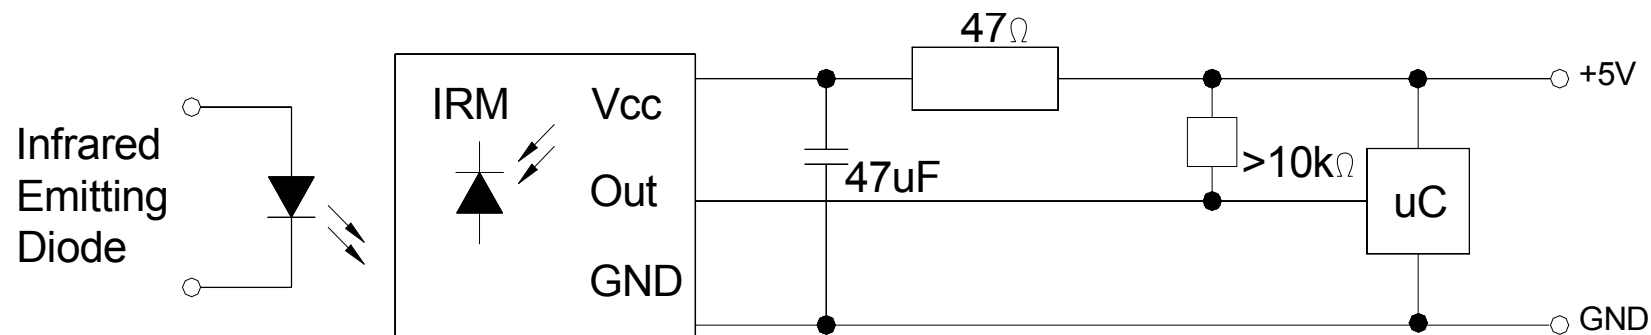 47Ω
+5V
IRM
Vcc
Infrared
Emitting
Diode
>10kΩ
47uF
Out
uC
GND
GND